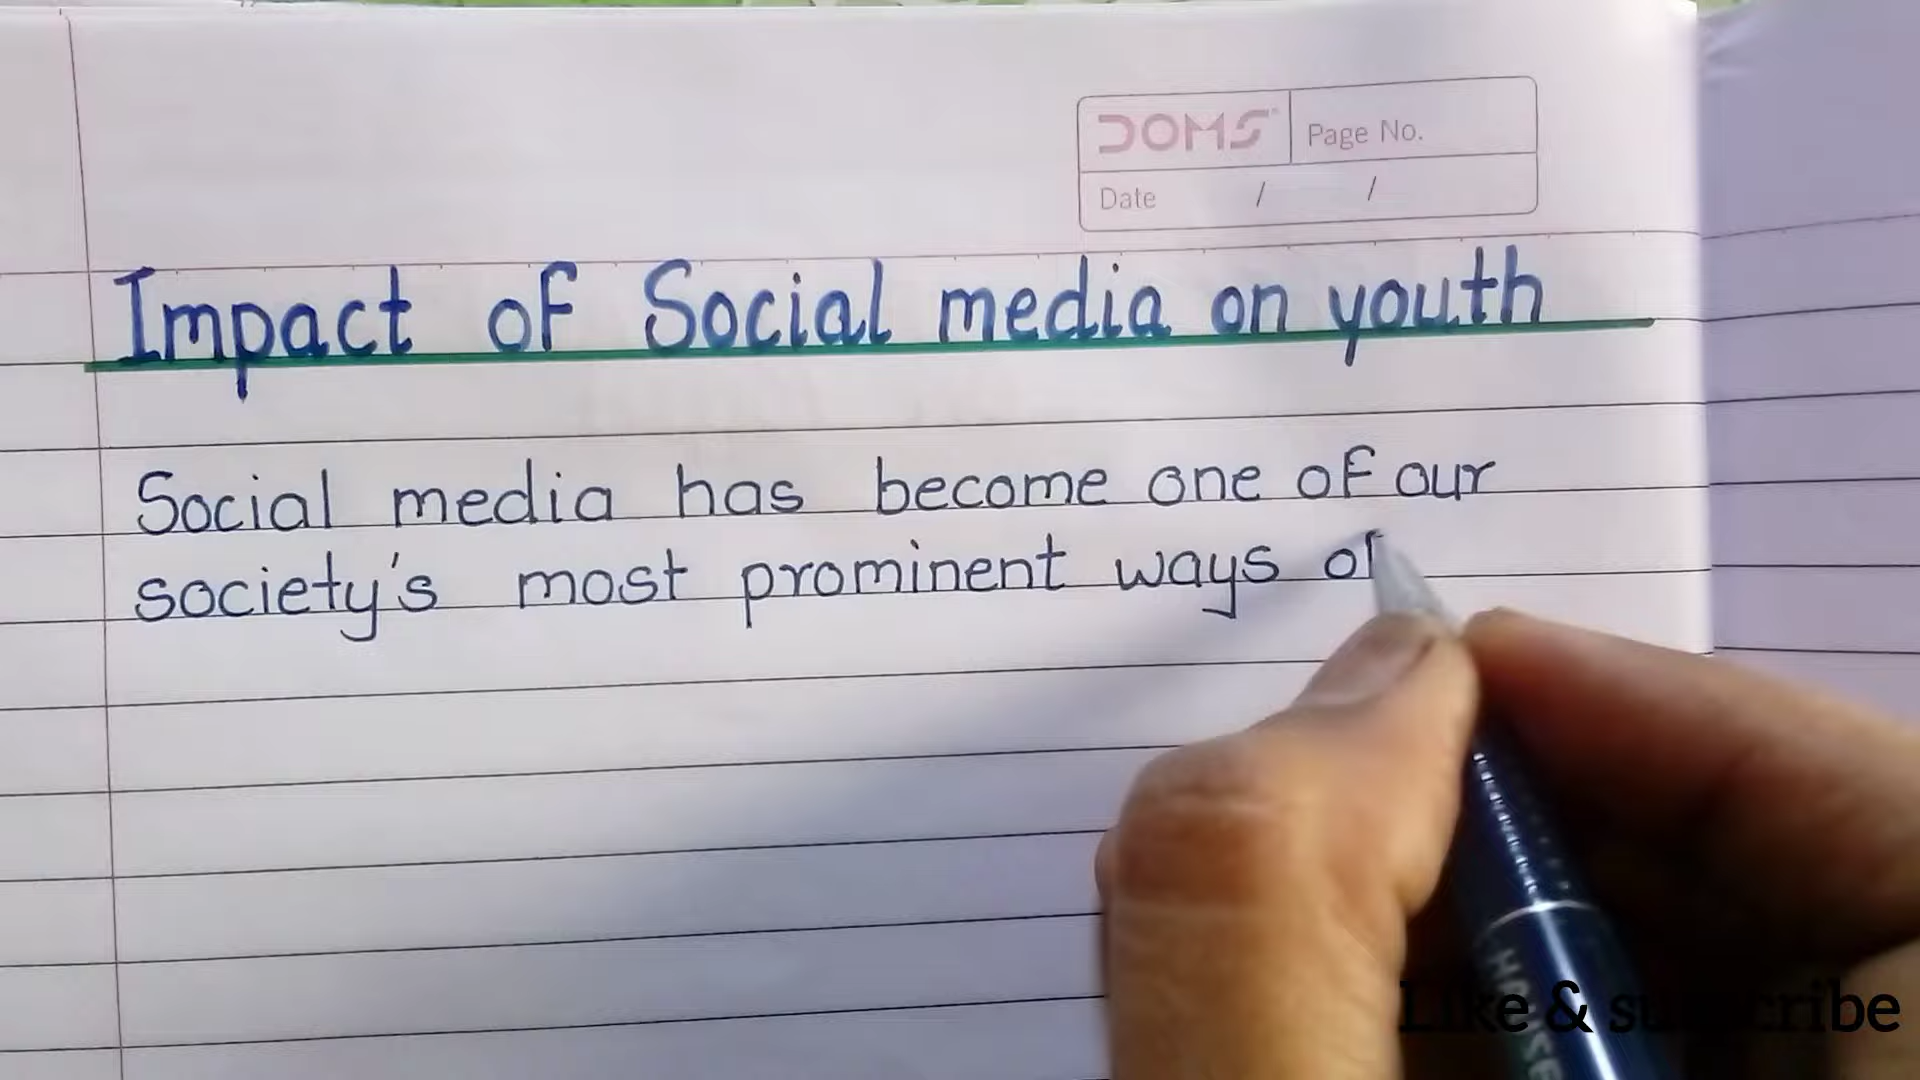 DOMS
Page No.
Date / /
Impact of Social media on youth
Social media has become one of our
society's most prominent ways
Like &